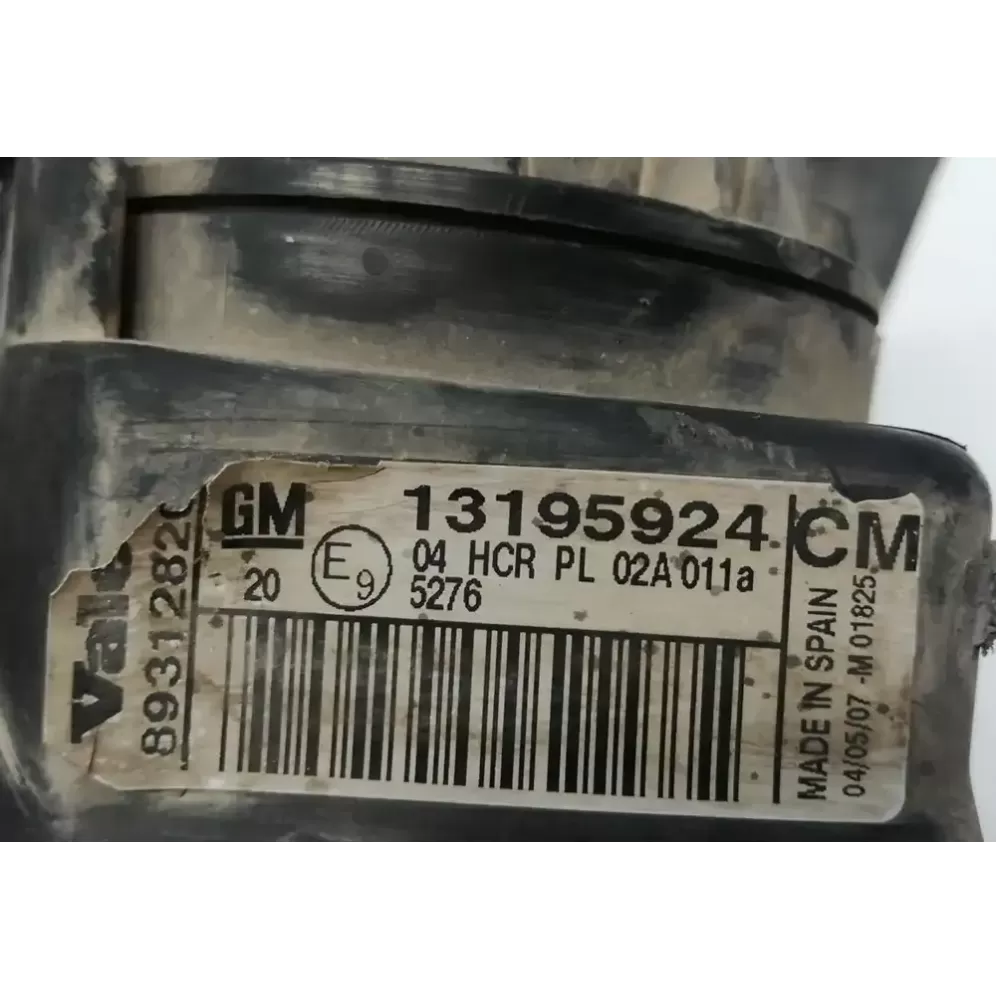 Vale
8931282
GM
13195924
CM
20
E9
04 HCR PL 02A 011a
5276
MADE IN SPAIN
04/05/07 -M 01825